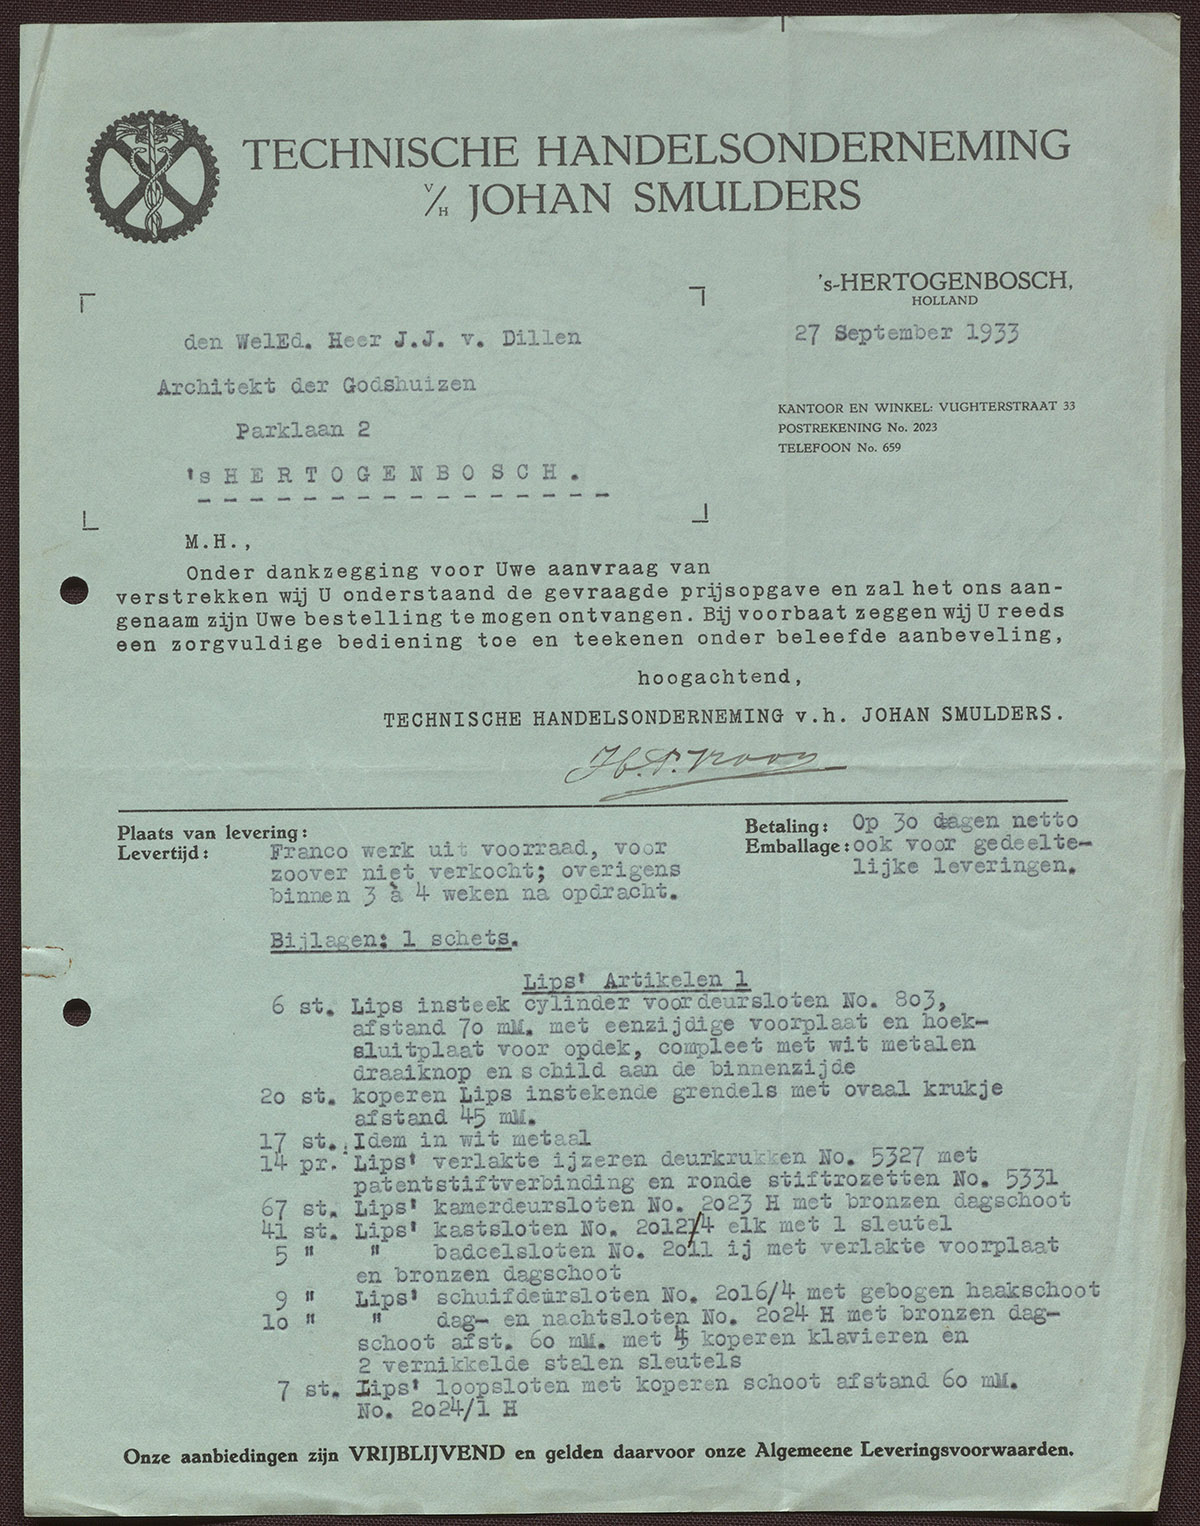 TECHNISCHE HANDELSONDERNEMING
V/H JOHAN SMULDERS
's-HERTOGENBOSCH,
HOLLAND
27 September 1933
den WelEd. Heer J.J. v. Dillen
Architekt der Godshuizen
Parklaan 2
'sHERTOGENBOSCH.
KANTOOR EN WINKEL: VUGHTERSTRAAT 33
POSTREKENING No. 2023
TELEFOON No. 659
M.H.,
Onder dankzegging voor Uwe aanvraag van
verstrekken wij U onderstaand de gevraagde prijsopgave en zal het ons aan-
genaam zijn Uwe bestelling te mogen ontvangen. Bij voorbaat zeggen wij U reeds
een zorgvuldige bediening toe en teekenen onder beleefde aanbeveling,
hoogachtend,
TECHNISCHE HANDELSONDERNEMING v.h. JOHAN SMULDERS.
Plaats van levering:
Levertijd: Franco werk uit voorraad, voor
zoover niet verkocht; overigens
binnen 3 à 4 weken na opdracht.
Betaling: Op 30 dagen netto
Emballage: ook voor gedeelte-
lijke leveringen.
Bijlagen: 1 schets.
Lips' Artikelen 1
6 st. Lips insteek cylinder voordeursloten No. 803,
afstand 70 mM. met eenzijdige voorplaat en hoek-
sluitplaat voor opdek, compleet met wit metalen
draaiknop en schild aan de binnenzijde
20 st. koperen Lips instekende grendels met ovaal krukje
afstand 45 mM.
17 st. Idem in wit metaal
14 pr. Lips' verlakte ijzeren deurkrukken No. 5327 met
patentstiftverbinding en ronde stiftrozetten No. 5331
67 st. Lips' kamerdeursloten No. 2023 H met bronzen dagschoot
41 st. Lips' kastsloten No. 2012/4 elk met 1 sleutel
5 " " badcelsloten No. 2011 ij met verlakte voorplaat
en bronzen dagschoot
9 " Lips' schuifdeursloten No. 2016/4 met gebogen haakschoot
10 " " dag- en nachtsloten No. 2024 H met bronzen dag-
schoot afst. 60 mM. met koperen klavieren en
2 vernikkelde stalen sleutels
7 st. Lips' loopsloten met koperen schoot afstand 60 mM.
No. 2024/1 H
Onze aanbiedingen zijn VRIJBLIJVEND en gelden daarvoor onze Algemeene Leveringsvoorwaarden.